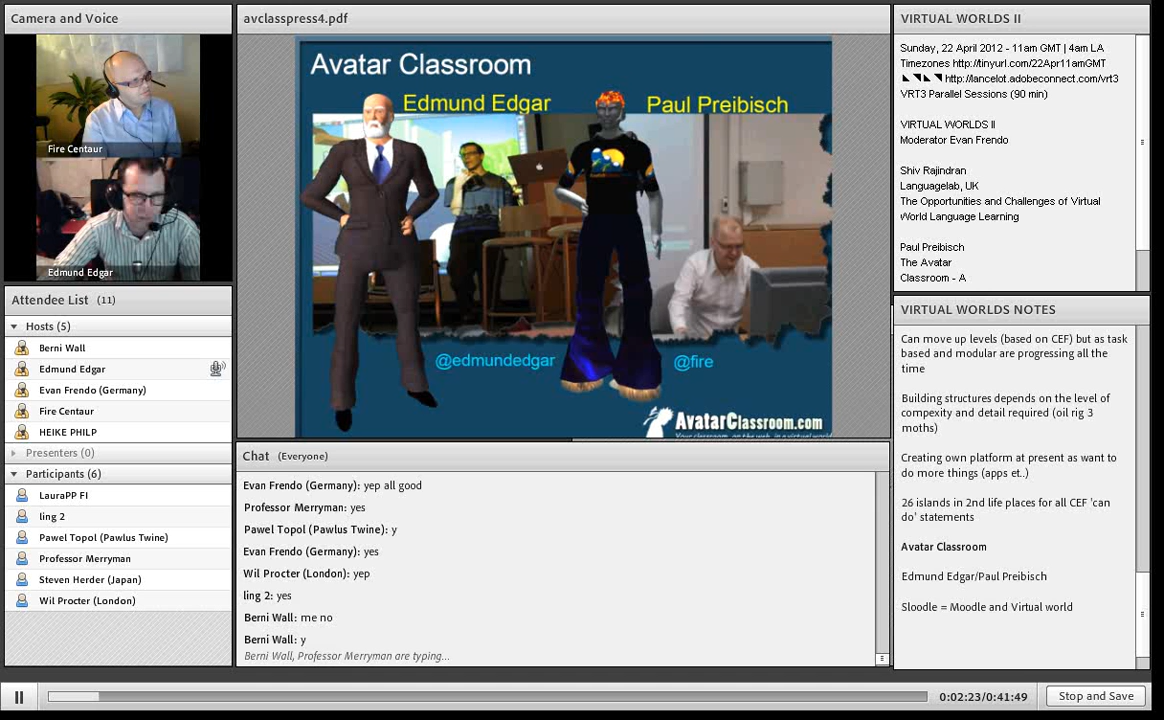 Camera and Voice
Fire Centaur
Edmund Edgar
Attendee List (11)
Hosts (5)
Berni Wall
Edmund Edgar
Evan Frendo (Germany)
Fire Centaur
HEIKE PHILP
Presenters (0)
Participants (6)
LauraPP FI
ling 2
Pawel Topol (Pawlus Twine)
Professor Merryman
Steven Herder (Japan)
Wil Procter (London)
avclasspress4.pdf
Avatar Classroom
Edmund Edgar
Paul Preibisch
@edmundedgar
@fire
AvatarClassroom.com
Your classroom, on the web, in a virtual world
Chat (Everyone)
Evan Frendo (Germany): yep all good
Professor Merryman: yes
Pawel Topol (Pawlus Twine): y
Evan Frendo (Germany): yes
Wil Procter (London): yep
ling 2: yes
Berni Wall: me no
Berni Wall: y
Berni Wall, Professor Merryman are typing...
VIRTUAL WORLDS II
Sunday, 22 April 2012 - 11am GMT | 4am LA
Timezones http://tinyurl.com/22Apr11amGMT
◣◥◣◥ http://lancelot.adobeconnect.com/vrt3
VRT3 Parallel Sessions (90 min)
VIRTUAL WORLDS II
Moderator Evan Frendo
Shiv Rajindran
Languagelab, UK
The Opportunities and Challenges of Virtual
World Language Learning
Paul Preibisch
The Avatar
Classroom - A
VIRTUAL WORLDS NOTES
Can move up levels (based on CEF) but as task
based and modular are progressing all the
time
Building structures depends on the level of
compexity and detail required (oil rig 3
moths)
Creating own platform at present as want to
do more things (apps et..)
26 islands in 2nd life places for all CEF 'can
do' statements
Avatar Classroom
Edmund Edgar/Paul Preibisch
Sloodle = Moodle and Virtual world
0:02:23/0:41:49
Stop and Save